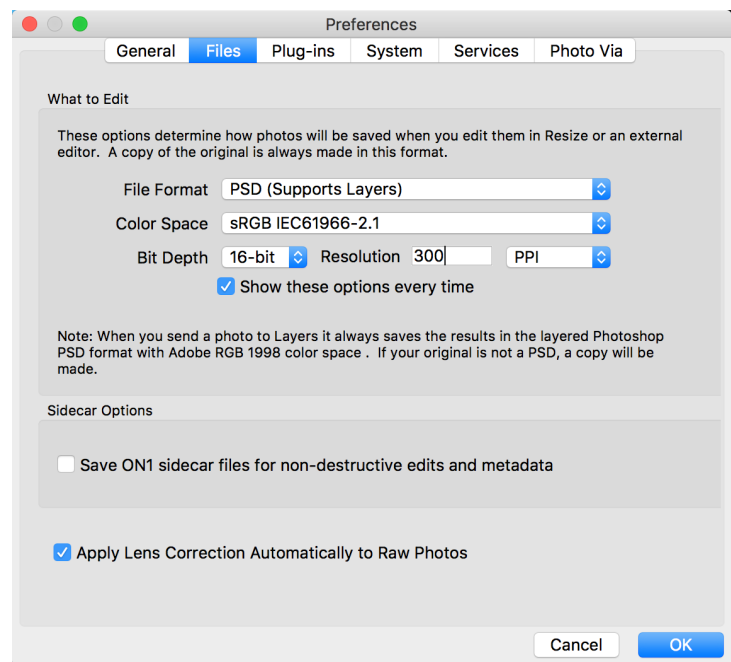 Preferences
General Files Plug-ins System Services Photo Via
What to Edit
These options determine how photos will be saved when you edit them in Resize or an external
editor. A copy of the original is always made in this format.
File Format PSD (Supports Layers)
Color Space sRGB IEC61966-2.1
Bit Depth 16-bit Resolution 300 PPI
Show these options every time
Note: When you send a photo to Layers it always saves the results in the layered Photoshop
PSD format with Adobe RGB 1998 color space . If your original is not a PSD, a copy will be
made.
Sidecar Options
Save ON1 sidecar files for non-destructive edits and metadata
Apply Lens Correction Automatically to Raw Photos
Cancel OK